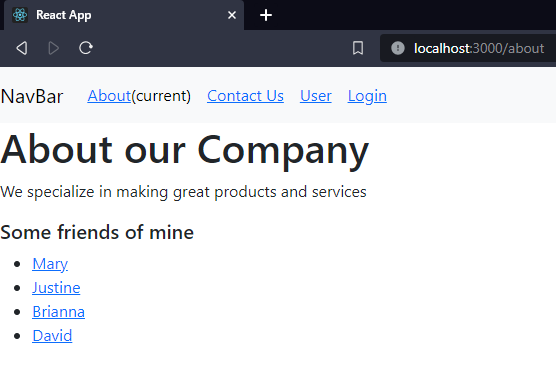 React App
localhost:3000/about
NavBar About(current) Contact Us User Login
About our Company
We specialize in making great products and services
Some friends of mine
Mary
Justine
Brianna
David